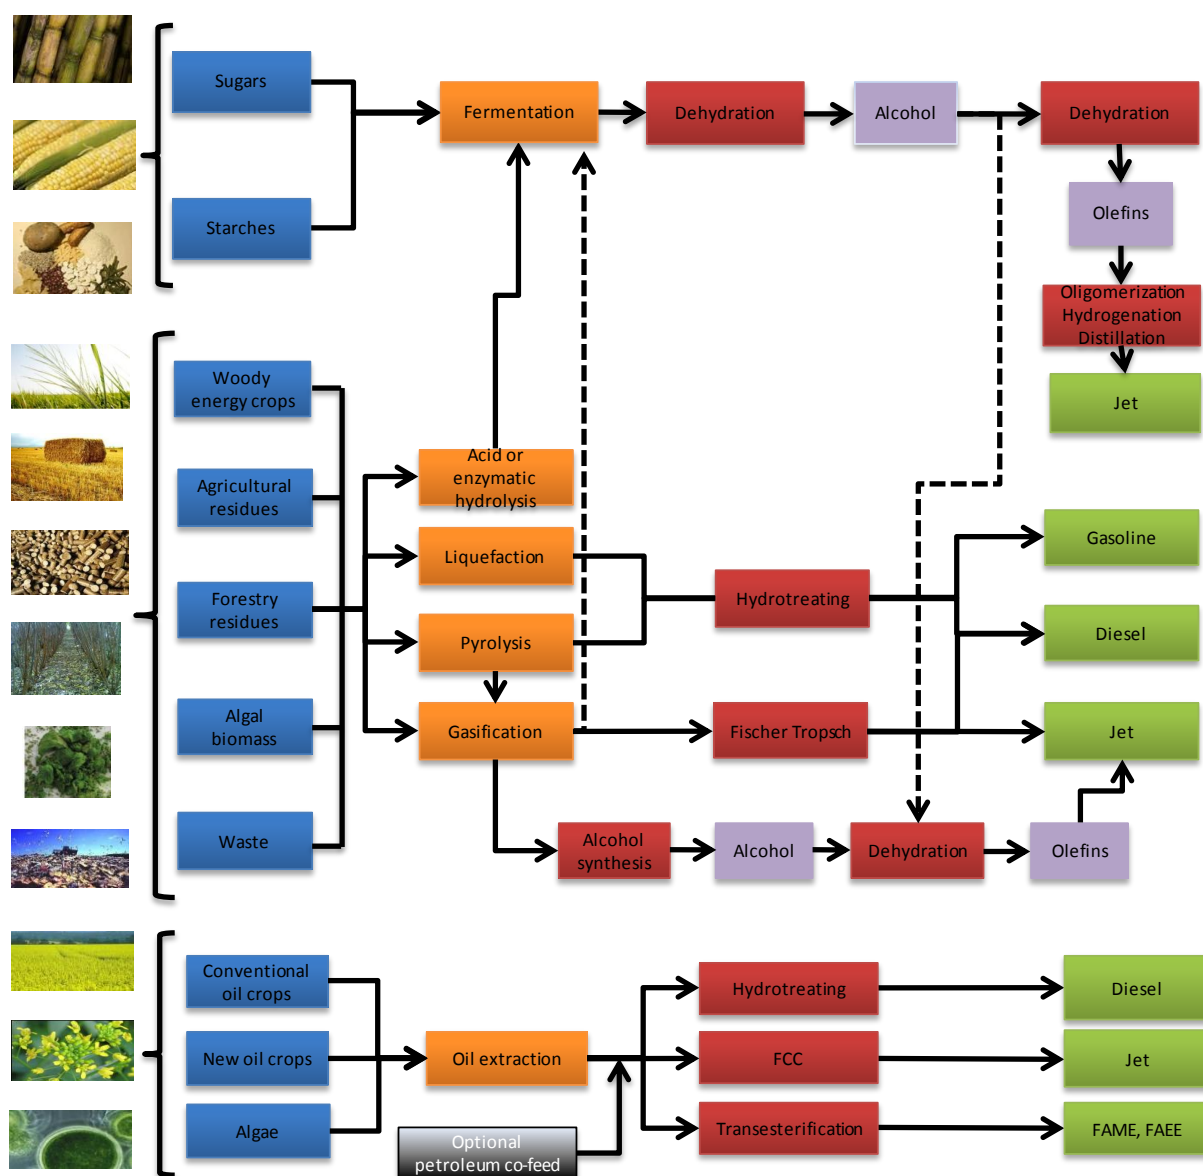 Sugars
Fermentation
Dehydration
Alcohol
Dehydration
Starches
Olefins
Oligomerization
Hydrogenation
Distillation
Jet
Woody
energy crops
Agricultural
residues
Forestry
residues
Algal
biomass
Waste
Acid or
enzymatic
hydrolysis
Liquefaction
Pyrolysis
Gasification
Hydrotreating
Fischer Tropsch
Gasoline
Diesel
Jet
Alcohol
synthesis
Alcohol
Dehydration
Olefins
Conventional
oil crops
New oil crops
Algae
Oil extraction
Optional
petroleum co-feed
Hydrotreating
FCC
Transesterification
Diesel
Jet
FAME, FAEE